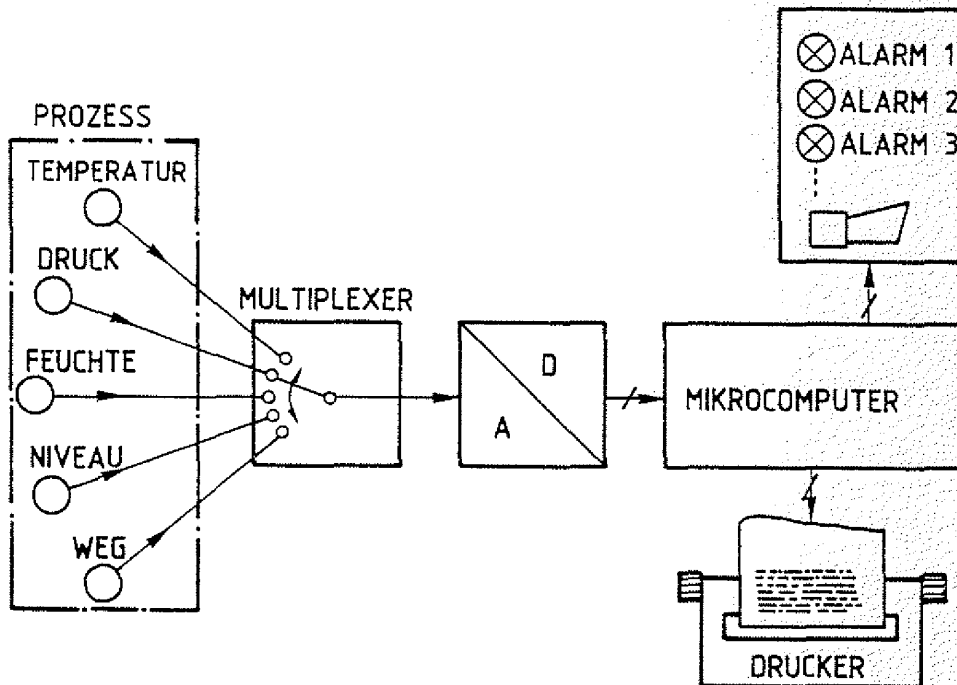 PROZESS
TEMPERATUR
DRUCK
FEUCHTE
NIVEAU
WEG
MULTIPLEXER
A
D
MIKROCOMPUTER
ALARM 1
ALARM 2
ALARM 3
DRUCKER